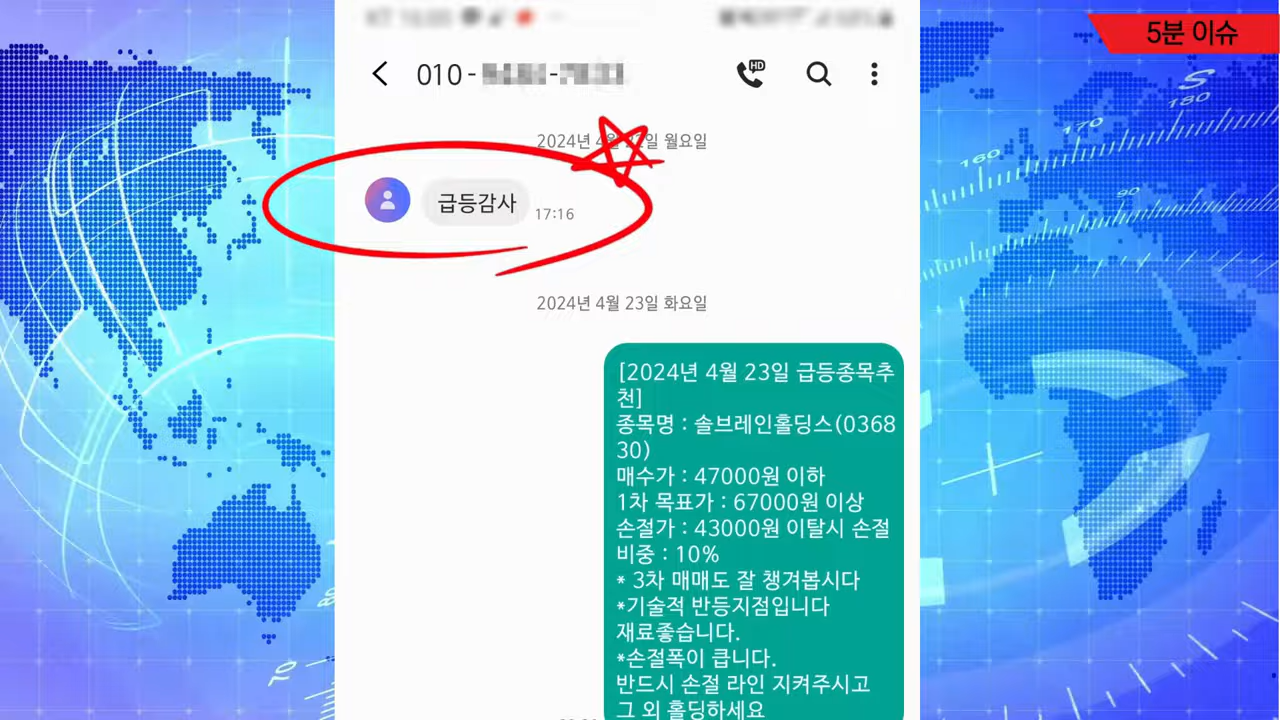 5분 이슈
010 -
HD
2024년 4월 22일 월요일
급등감사
17:16
2024년 4월 23일 화요일
[2024년 4월 23일 급등종목추
천]
종목명 : 솔브레인홀딩스(0368
30)
매수가 : 47000원 이하
1차 목표가 : 67000원 이상
손절가 : 43000원 이탈시 손절
비중 : 10%
* 3차 매매도 잘 챙겨봅시다
*기술적 반등지점입니다
재료좋습니다.
*손절폭이 큽니다.
반드시 손절 라인 지켜주시고
그 외 홀딩하세요
S
180
170
160
90